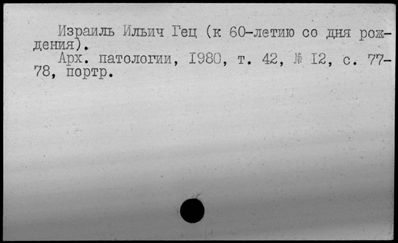 Израиль Ильич Гец (к 60-летию со дня рож-
дения).
Арх. патологии, 1980, т. 42, № 12, с. 77-
78, портр.